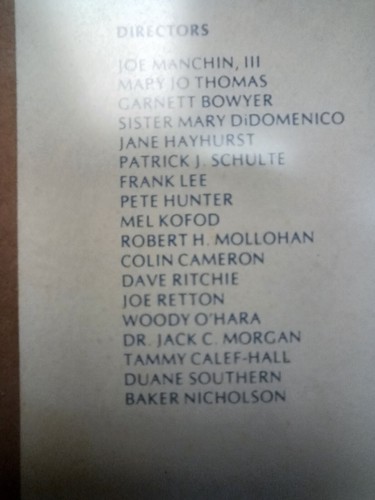 DIRECTORS
JOE MANCHIN, III
MARY JO THOMAS
GARNETT BOWYER
SISTER MARY DiDOMENICO
JANE HAYHURST
PATRICK J. SCHULTE
FRANK LEE
PETE HUNTER
MEL KOFOD
ROBERT H. MOLLOHAN
COLIN CAMERON
DAVE RITCHIE
JOE RETTON
WOODY O'HARA
DR. JACK C. MORGAN
TAMMY CALEF-HALL
DUANE SOUTHERN
BAKER NICHOLSON